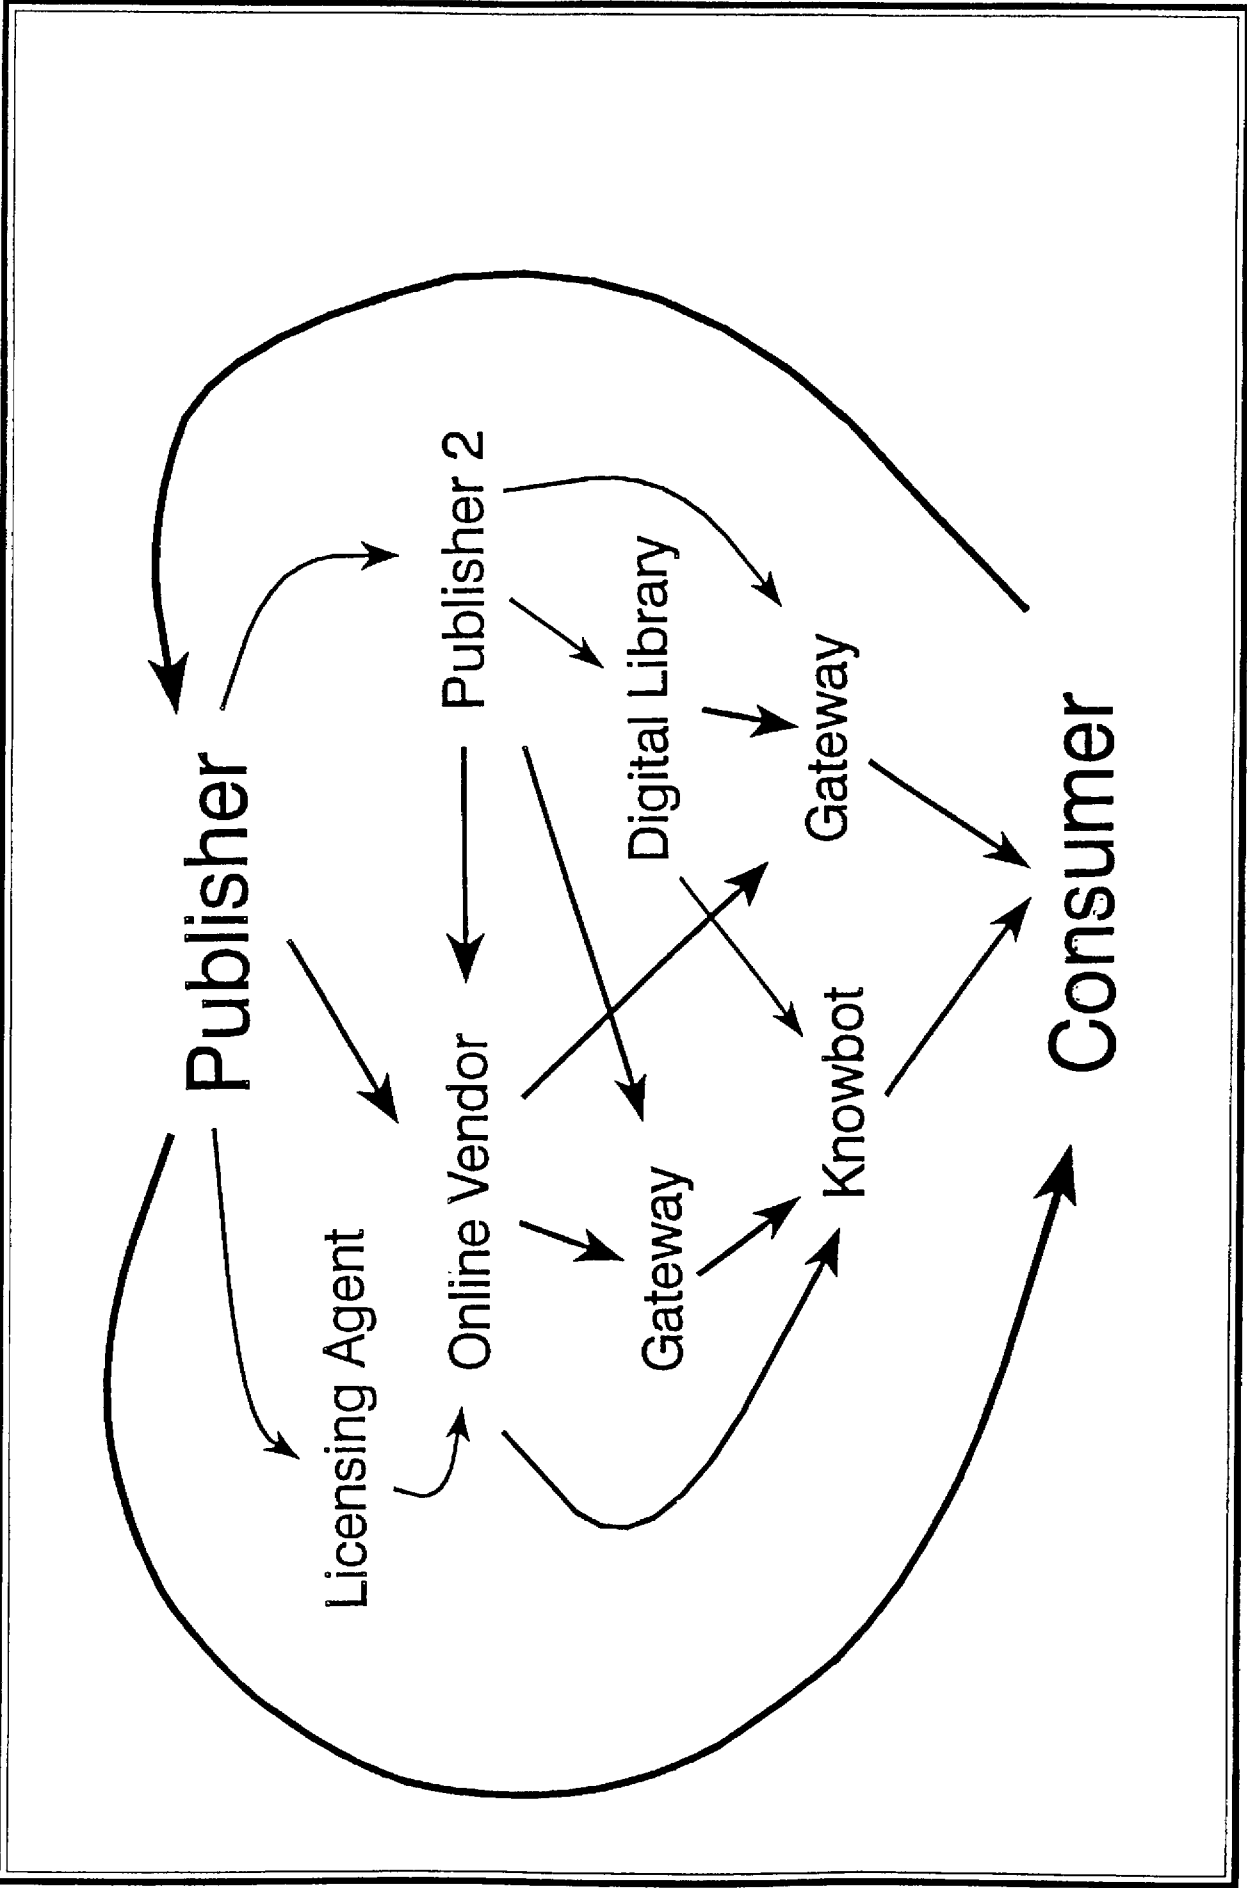 Publisher
Licensing Agent
Online Vendor
Publisher 2
Gateway
Digital Library
Knowbot
Gateway
Consumer